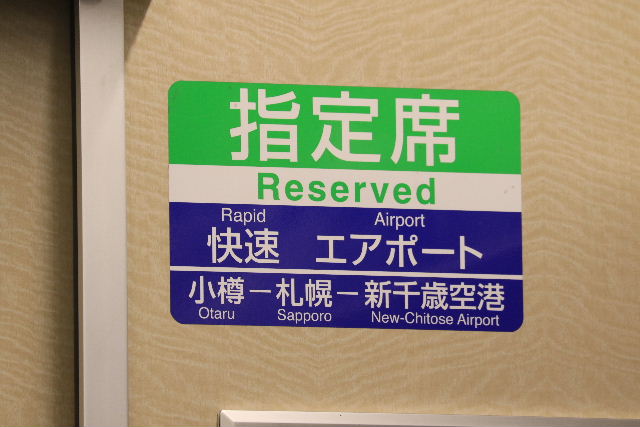 指定席
Reserved
Rapid Airport
快速 エアポート
小樽－札幌－新千歳空港
Otaru Sapporo New-Chitose Airport